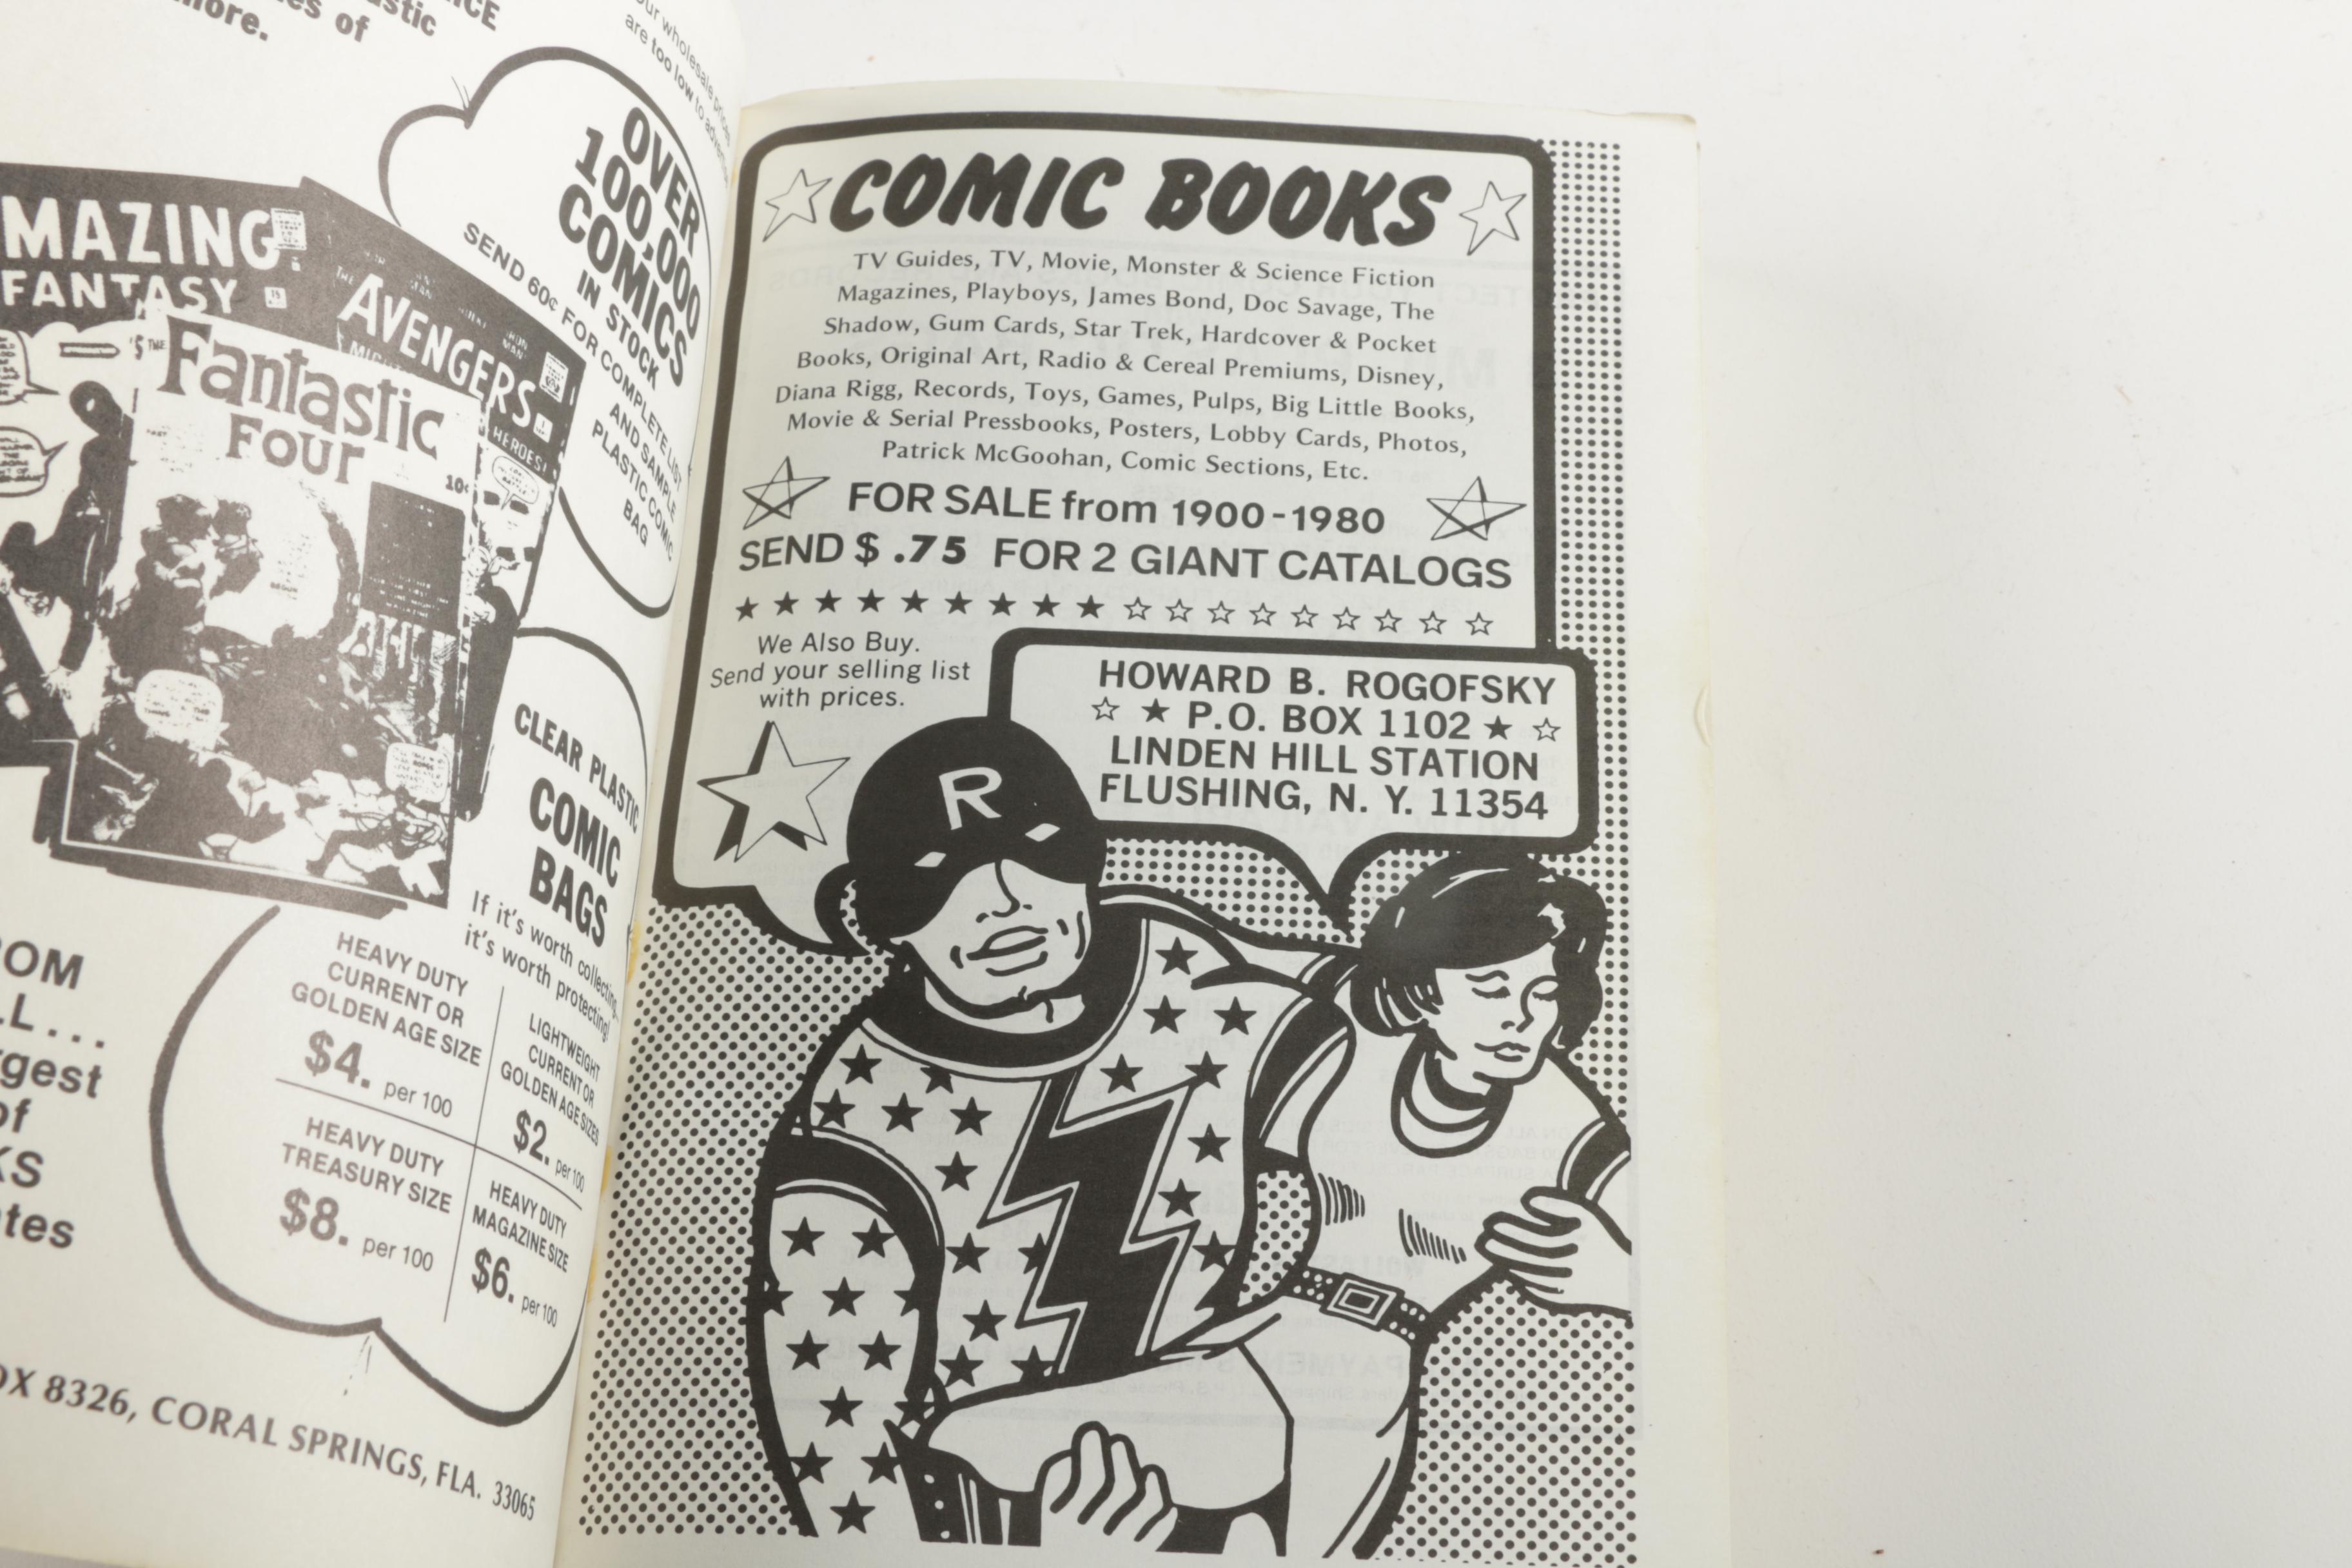 more.
of
stic
are too low to
OVER
100,000
COMICS
IN STOCK
SEND 60¢ FOR COMPLETE LIST
AND SAMPLE
PLASTIC COMIC
BAG
MAZING
FANTASY
THE
AVENGERS
HEROES!
THE
Fantastic
FOUR
10¢
CLEAR PLASTIC
COMIC
BAGS
If it's worth collecting,
it's worth protecting!
HEAVY DUTY
CURRENT OR
GOLDEN AGE SIZE
$4. per 100
LIGHTWEIGHT
CURRENT OR
GOLDEN AGE SIZES
$2. per 100
HEAVY DUTY
TREASURY SIZE
$8. per 100
HEAVY DUTY
MAGAZINE SIZE
$6. per 100
OM
LL...
gest
of
KS
ates
OX 8326, CORAL SPRINGS, FLA. 33065
COMIC BOOKS
TV Guides, TV, Movie, Monster & Science Fiction
Magazines, Playboys, James Bond, Doc Savage, The
Shadow, Gum Cards, Star Trek, Hardcover & Pocket
Books, Original Art, Radio & Cereal Premiums, Disney,
Diana Rigg, Records, Toys, Games, Pulps, Big Little Books,
Movie & Serial Pressbooks, Posters, Lobby Cards, Photos,
Patrick McGoohan, Comic Sections, Etc.
FOR SALE from 1900-1980
SEND $ .75 FOR 2 GIANT CATALOGS
We Also Buy.
Send your selling list
with prices.
HOWARD B. ROGOFSKY
P.O. BOX 1102
LINDEN HILL STATION
FLUSHING, N. Y. 11354
R